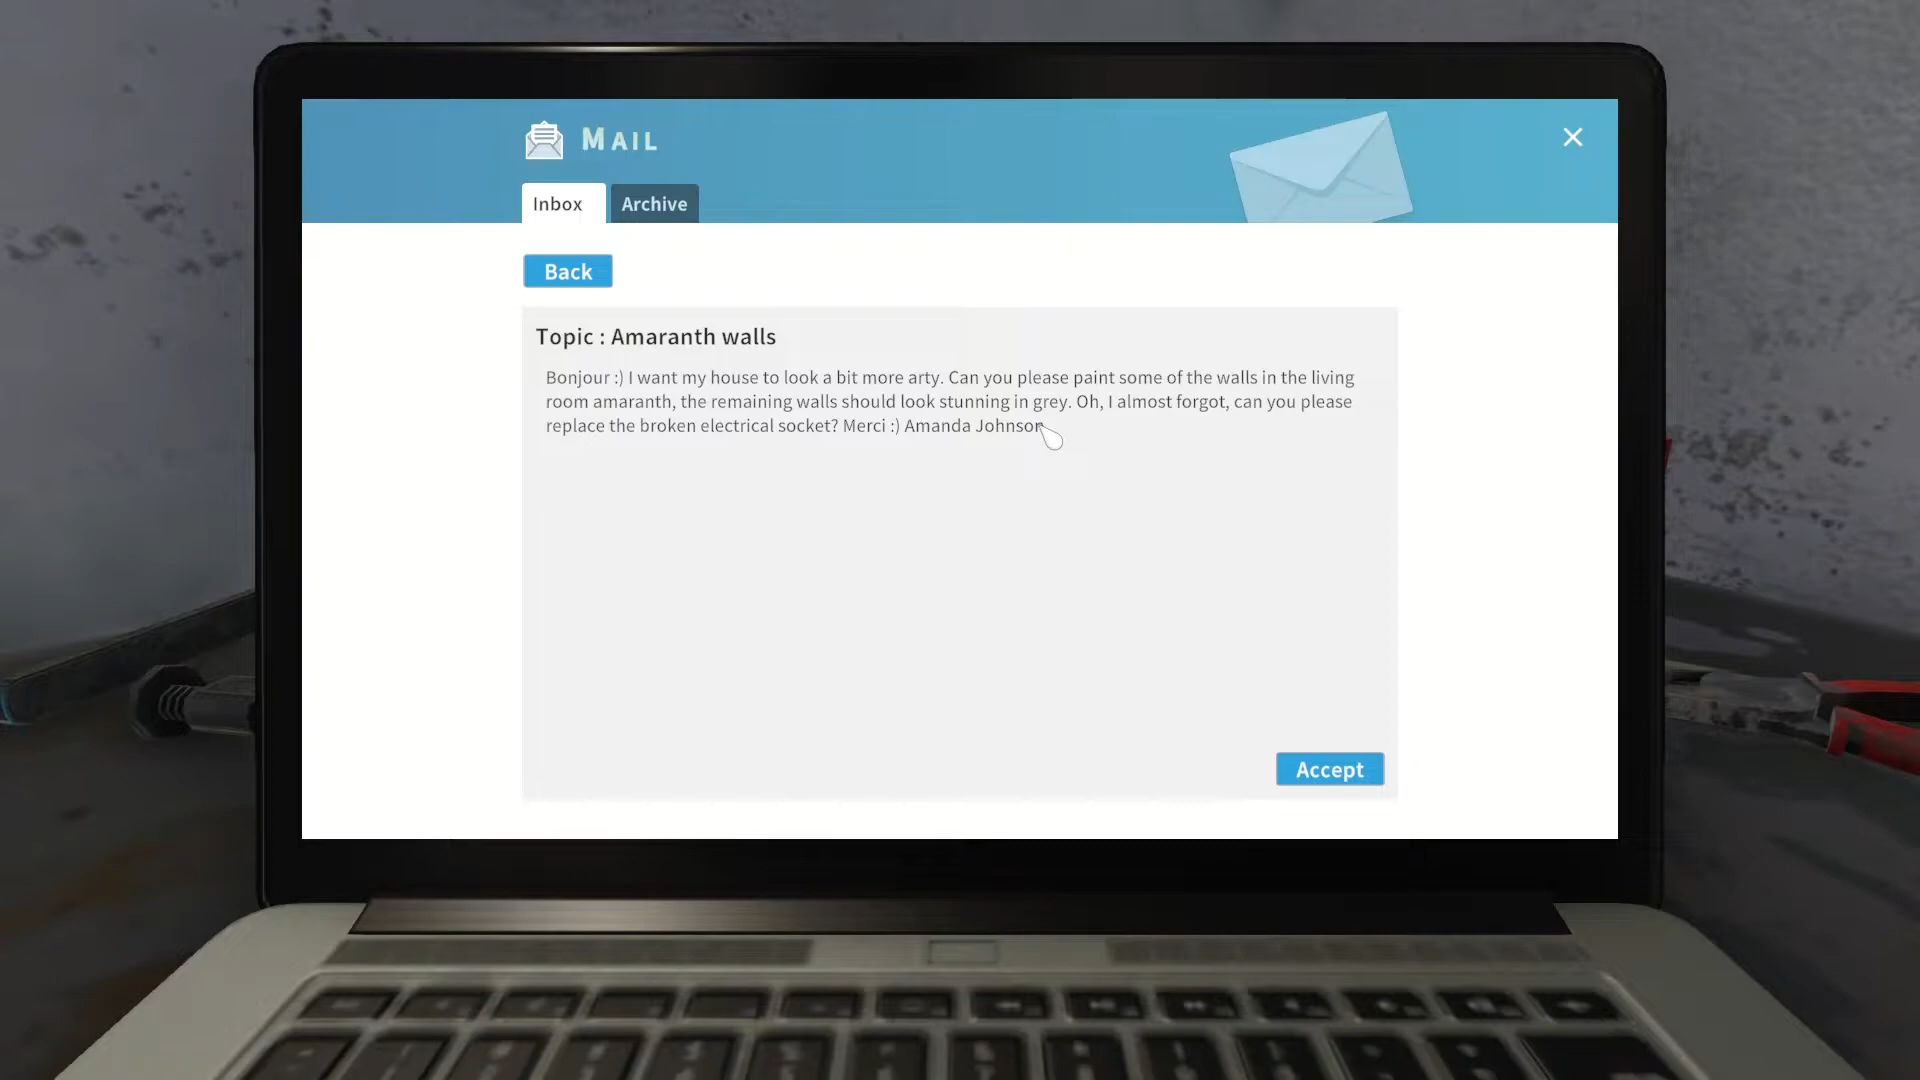 MAIL
Inbox
Archive
Back
Topic : Amaranth walls
Bonjour :) I want my house to look a bit more arty. Can you please paint some of the walls in the living
room amaranth, the remaining walls should look stunning in grey. Oh, I almost forgot, can you please
replace the broken electrical socket? Merci :) Amanda Johnson
Accept